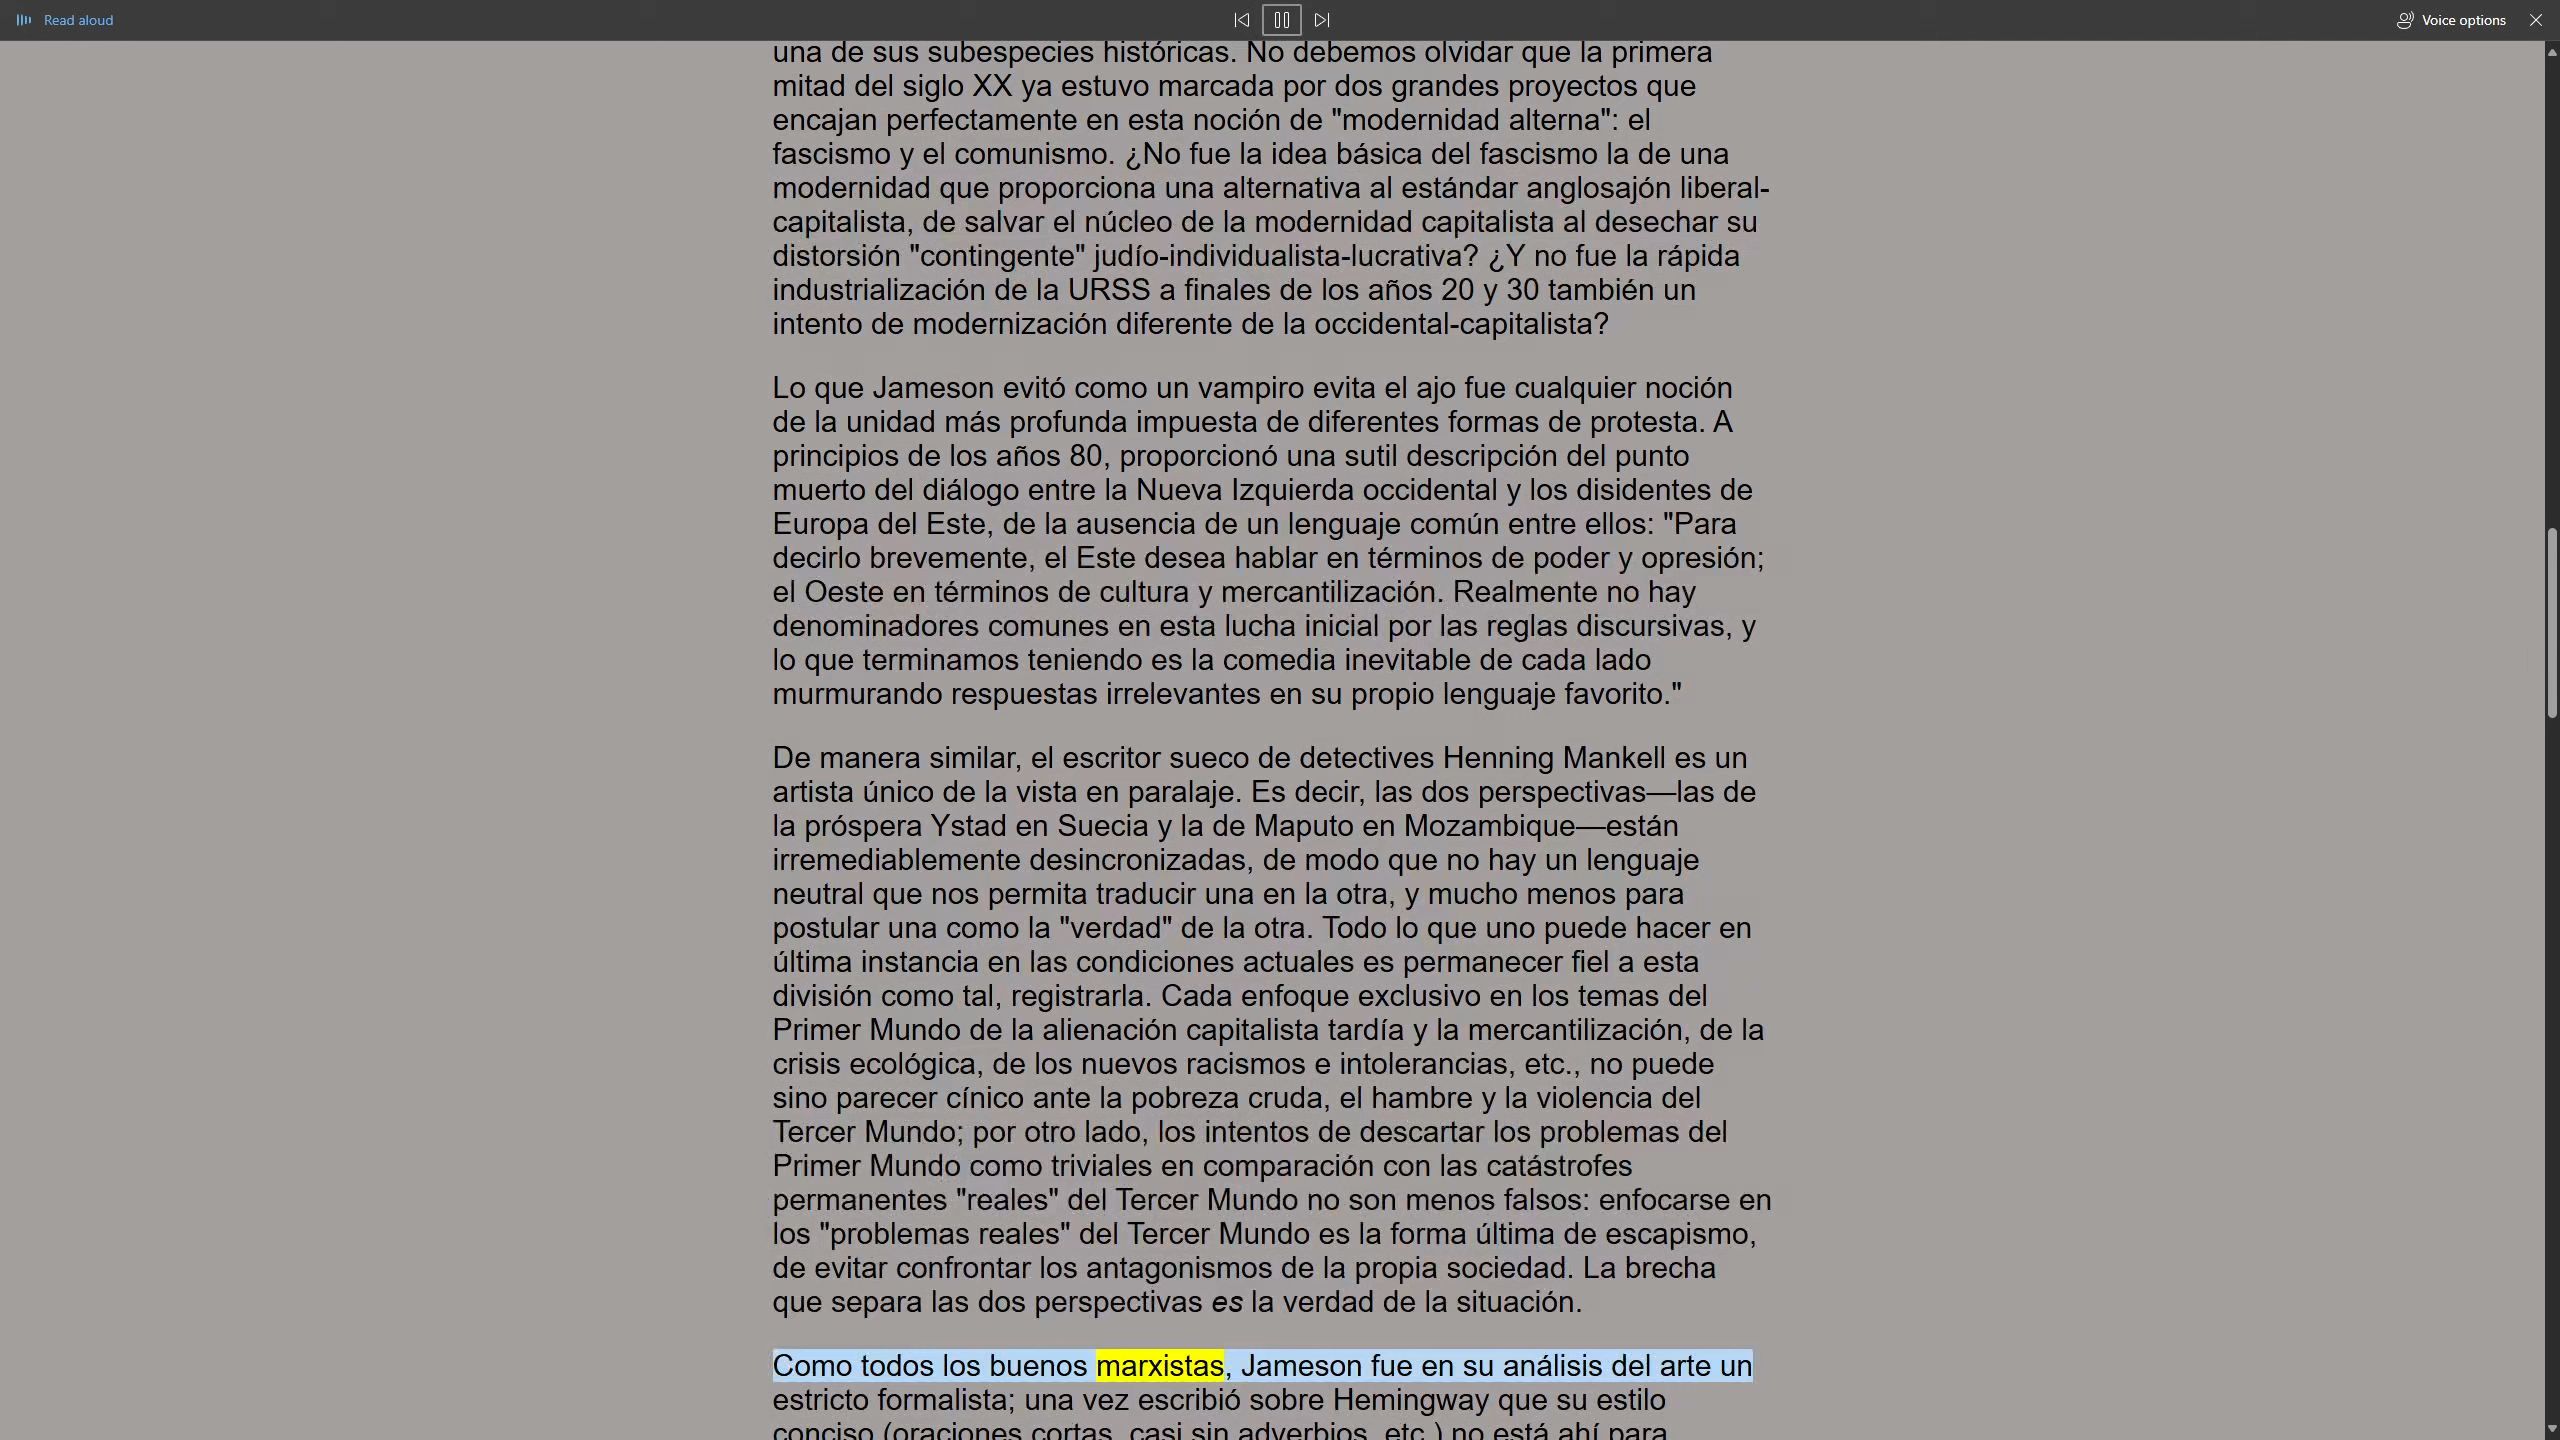 Read aloud
Voice options
una de sus subespecies históricas. No debemos olvidar que la primera
mitad del siglo XX ya estuvo marcada por dos grandes proyectos que
encajan perfectamente en esta noción de "modernidad alterna": el
fascismo y el comunismo. ¿No fue la idea básica del fascismo la de una
modernidad que proporciona una alternativa al estándar anglosajón liberal-
capitalista, de salvar el núcleo de la modernidad capitalista al desechar su
distorsión "contingente" judío-individualista-lucrativa? ¿Y no fue la rápida
industrialización de la URSS a finales de los años 20 y 30 también un
intento de modernización diferente de la occidental-capitalista?
Lo que Jameson evitó como un vampiro evita el ajo fue cualquier noción
de la unidad más profunda impuesta de diferentes formas de protesta. A
principios de los años 80, proporcionó una sutil descripción del punto
muerto del diálogo entre la Nueva Izquierda occidental y los disidentes de
Europa del Este, de la ausencia de un lenguaje común entre ellos: "Para
decirlo brevemente, el Este desea hablar en términos de poder y opresión;
el Oeste en términos de cultura y mercantilización. Realmente no hay
denominadores comunes en esta lucha inicial por las reglas discursivas, y
lo que terminamos teniendo es la comedia inevitable de cada lado
murmurando respuestas irrelevantes en su propio lenguaje favorito."
De manera similar, el escritor sueco de detectives Henning Mankell es un
artista único de la vista en paralaje. Es decir, las dos perspectivas—las de
la próspera Ystad en Suecia y la de Maputo en Mozambique—están
irremediablemente desincronizadas, de modo que no hay un lenguaje
neutral que nos permita traducir una en la otra, y mucho menos para
postular una como la "verdad" de la otra. Todo lo que uno puede hacer en
última instancia en las condiciones actuales es permanecer fiel a esta
división como tal, registrarla. Cada enfoque exclusivo en los temas del
Primer Mundo de la alienación capitalista tardía y la mercantilización, de la
crisis ecológica, de los nuevos racismos e intolerancias, etc., no puede
sino parecer cínico ante la pobreza cruda, el hambre y la violencia del
Tercer Mundo; por otro lado, los intentos de descartar los problemas del
Primer Mundo como triviales en comparación con las catástrofes
permanentes "reales" del Tercer Mundo no son menos falsos: enfocarse en
los "problemas reales" del Tercer Mundo es la forma última de escapismo,
de evitar confrontar los antagonismos de la propia sociedad. La brecha
que separa las dos perspectivas es la verdad de la situación.
Como todos los buenos marxistas, Jameson fue en su análisis del arte un
estricto formalista; una vez escribió sobre Hemingway que su estilo
conciso (oraciones cortas, casi sin adverbios, etc.) no está ahí para